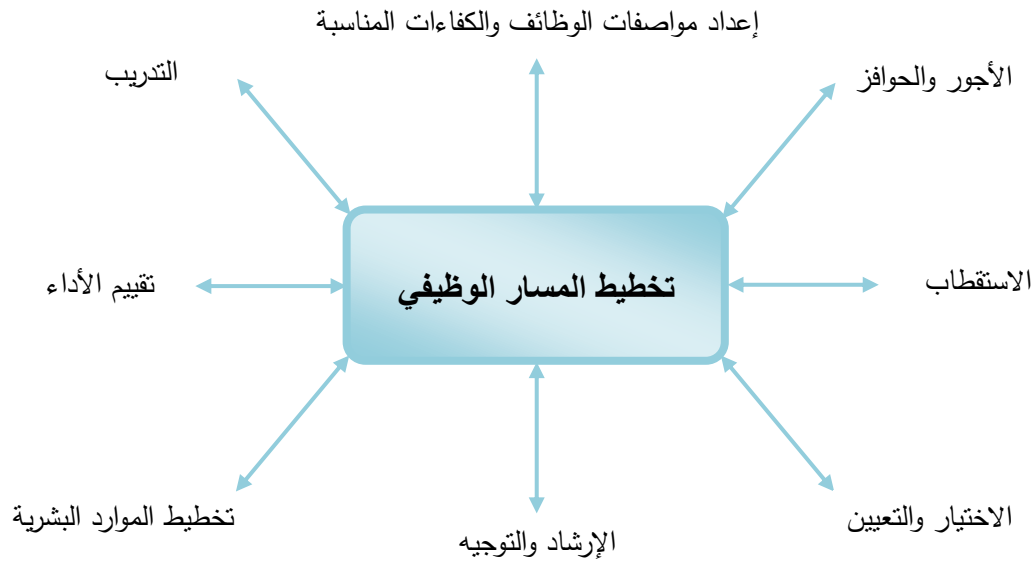 إعداد مواصفات الوظائف والكفاءات المناسبة
الأجور والحوافز
التدريب
الاستقطاب
تخطيط المسار الوظيفي
تقييم الأداء
الاختيار والتعيين
تخطيط الموارد البشرية
الإرشاد والتوجيه